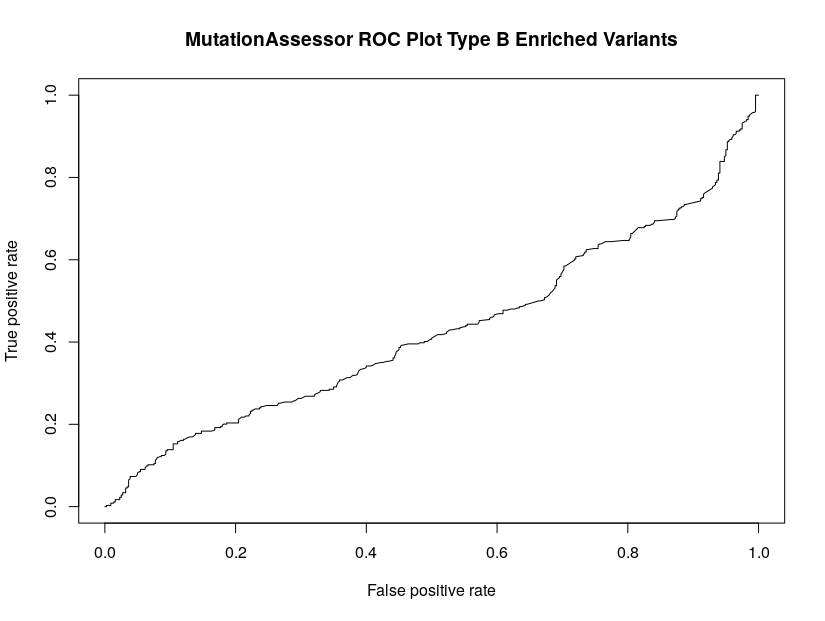 MutationAssessor ROC Plot Type B Enriched Variants
True positive rate
1.0
0.8
0.6
0.4
0.2
0.0
0.0 0.2 0.4 0.6 0.8 1.0
False positive rate